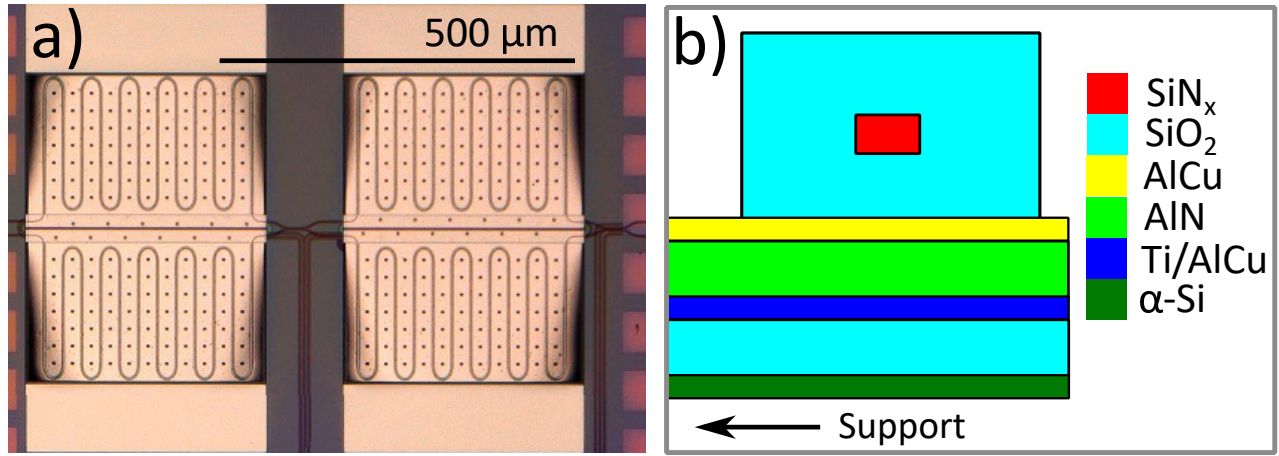 a)
500 µm
b)
SiNx
SiO2
AlCu
AlN
Ti/AlCu
α-Si
Support